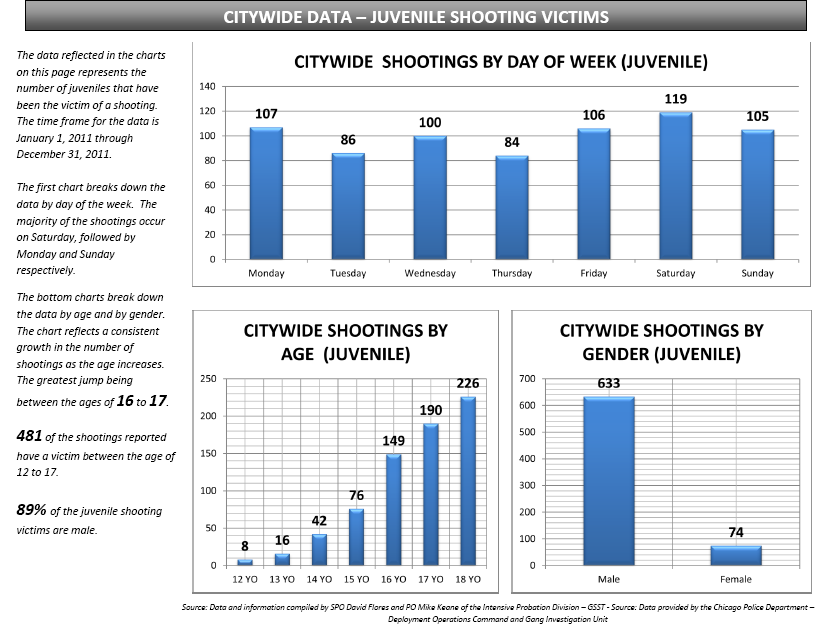 CITYWIDE DATA – JUVENILE SHOOTING VICTIMS
The data reflected in the charts
on this page represents the
number of juveniles that have
been the victim of a shooting.
The time frame for the data is
January 1, 2011 through
December 31, 2011.
The first chart breaks down the
data by day of the week. The
majority of the shootings occur
on Saturday, followed by
Monday and Sunday
respectively.
The bottom charts break down
the data by age and by gender.
The chart reflects a consistent
growth in the number of
shootings as the age increases.
The greatest jump being
between the ages of 16 to 17.
481 of the shootings reported
have a victim between the age of
12 to 17.
89% of the juvenile shooting
victims are male.
CITYWIDE SHOOTINGS BY DAY OF WEEK (JUVENILE)
140
120
100
80
60
40
20
0
107
86
100
84
106
119
105
Monday Tuesday Wednesday Thursday Friday Saturday Sunday
CITYWIDE SHOOTINGS BY
AGE (JUVENILE)
250
200
150
100
50
0
8
16
42
76
149
190
226
12 YO 13 YO 14 YO 15 YO 16 YO 17 YO 18 YO
CITYWIDE SHOOTINGS BY
GENDER (JUVENILE)
700
600
500
400
300
200
100
0
633
74
Male Female
Source: Data and information compiled by SPO David Flores and PO Mike Keane of the Intensive Probation Division – GSST - Source: Data provided by the Chicago Police Department –
Deployment Operations Command and Gang Investigation Unit